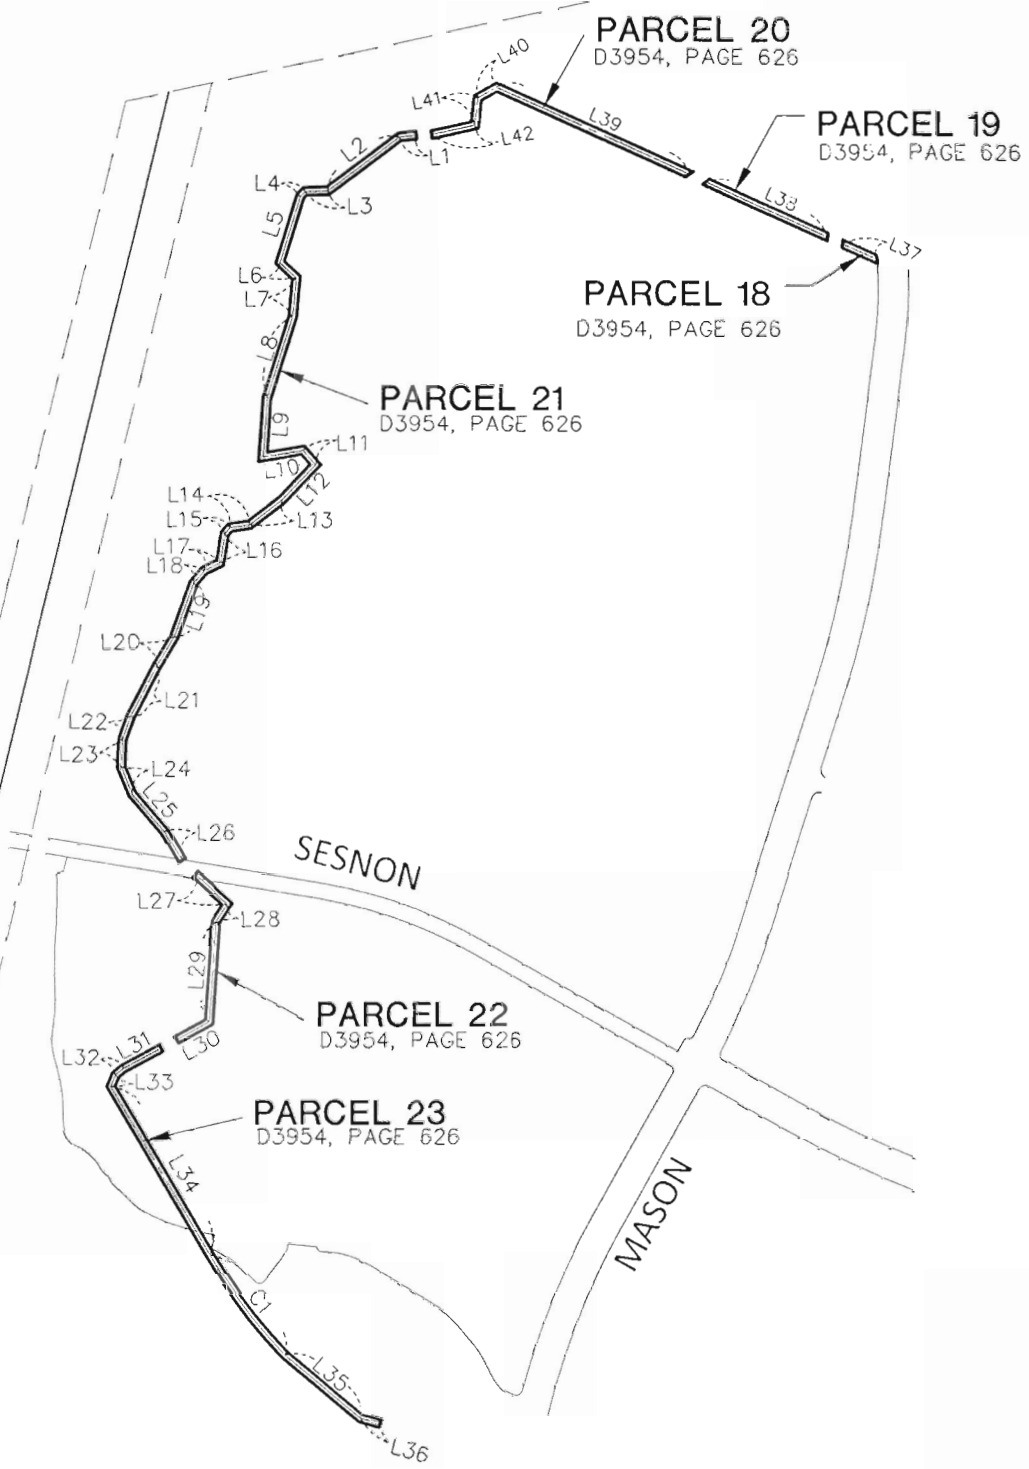 PARCEL 20
D3954, PAGE 626
L40
L41
L39
PARCEL 19
D3954, PAGE 626
L2
L1
L42
L4
L3
L38
L5
L37
L6
L7
PARCEL 18
D3954, PAGE 626
L8
PARCEL 21
D3954, PAGE 626
L9
L11
L10
L12
L14
L15
L13
L17
L16
L18
L19
L20
L21
L22
L23
L24
L25
L26
SESNON
L27
L28
L29
PARCEL 22
D3954, PAGE 626
L31
L30
L32
L33
PARCEL 23
D3954, PAGE 626
L34
MASON
C1
L35
L36